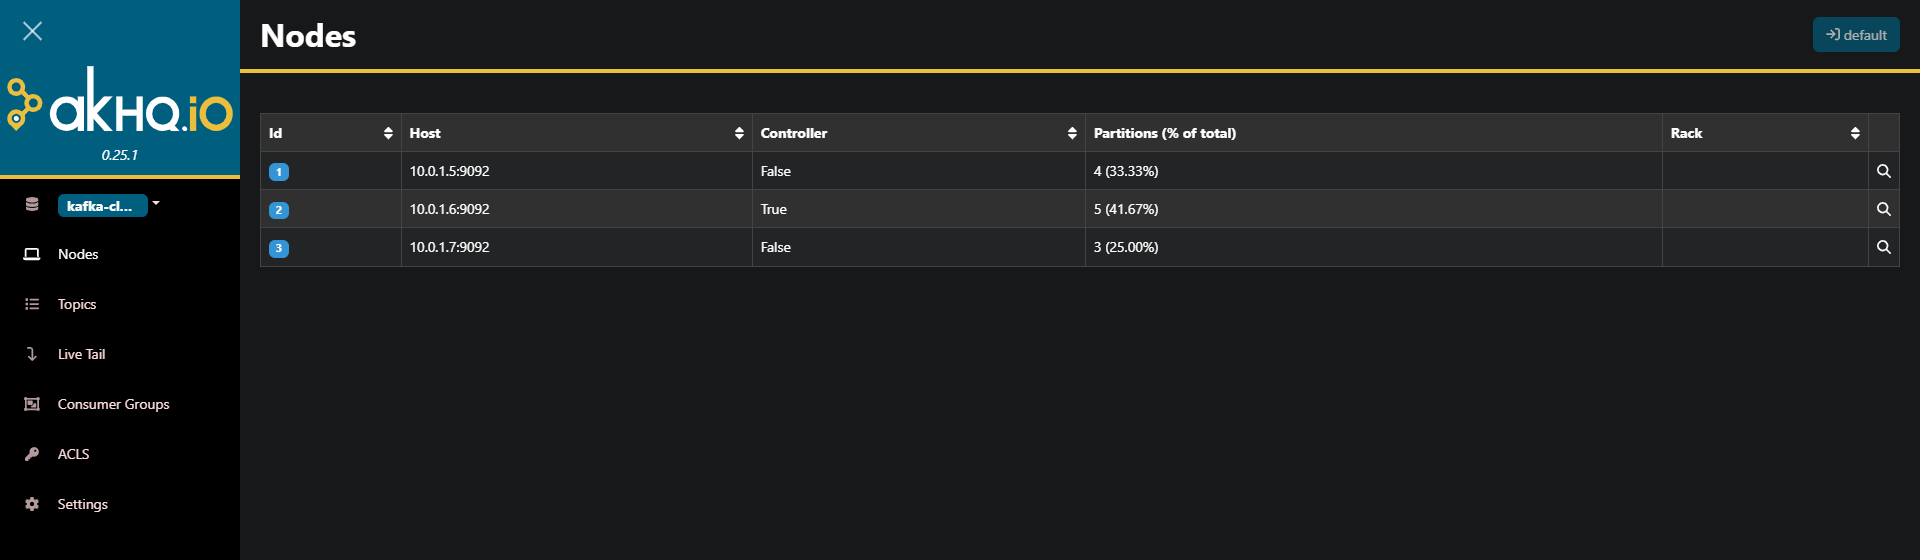 Nodes
default
akHQ.io
0.25.1
kafka-cl...
Nodes
Topics
Live Tail
Consumer Groups
ACLS
Settings
Id Host Controller Partitions (% of total) Rack
1 10.0.1.5:9092 False 4 (33.33%)
2 10.0.1.6:9092 True 5 (41.67%)
3 10.0.1.7:9092 False 3 (25.00%)